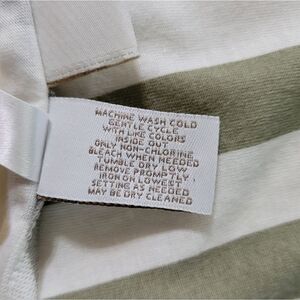 MACHINE WASH COLD
GENTLE CYCLE
WITH LIKE COLORS
INSIDE OUT
ONLY NON-CHLORINE
BLEACH WHEN NEEDED
TUMBLE DRY LOW
REMOVE PROMPTLY
IRON ON LOWEST
SETTING AS NEEDED
MAY BE DRY CLEANED